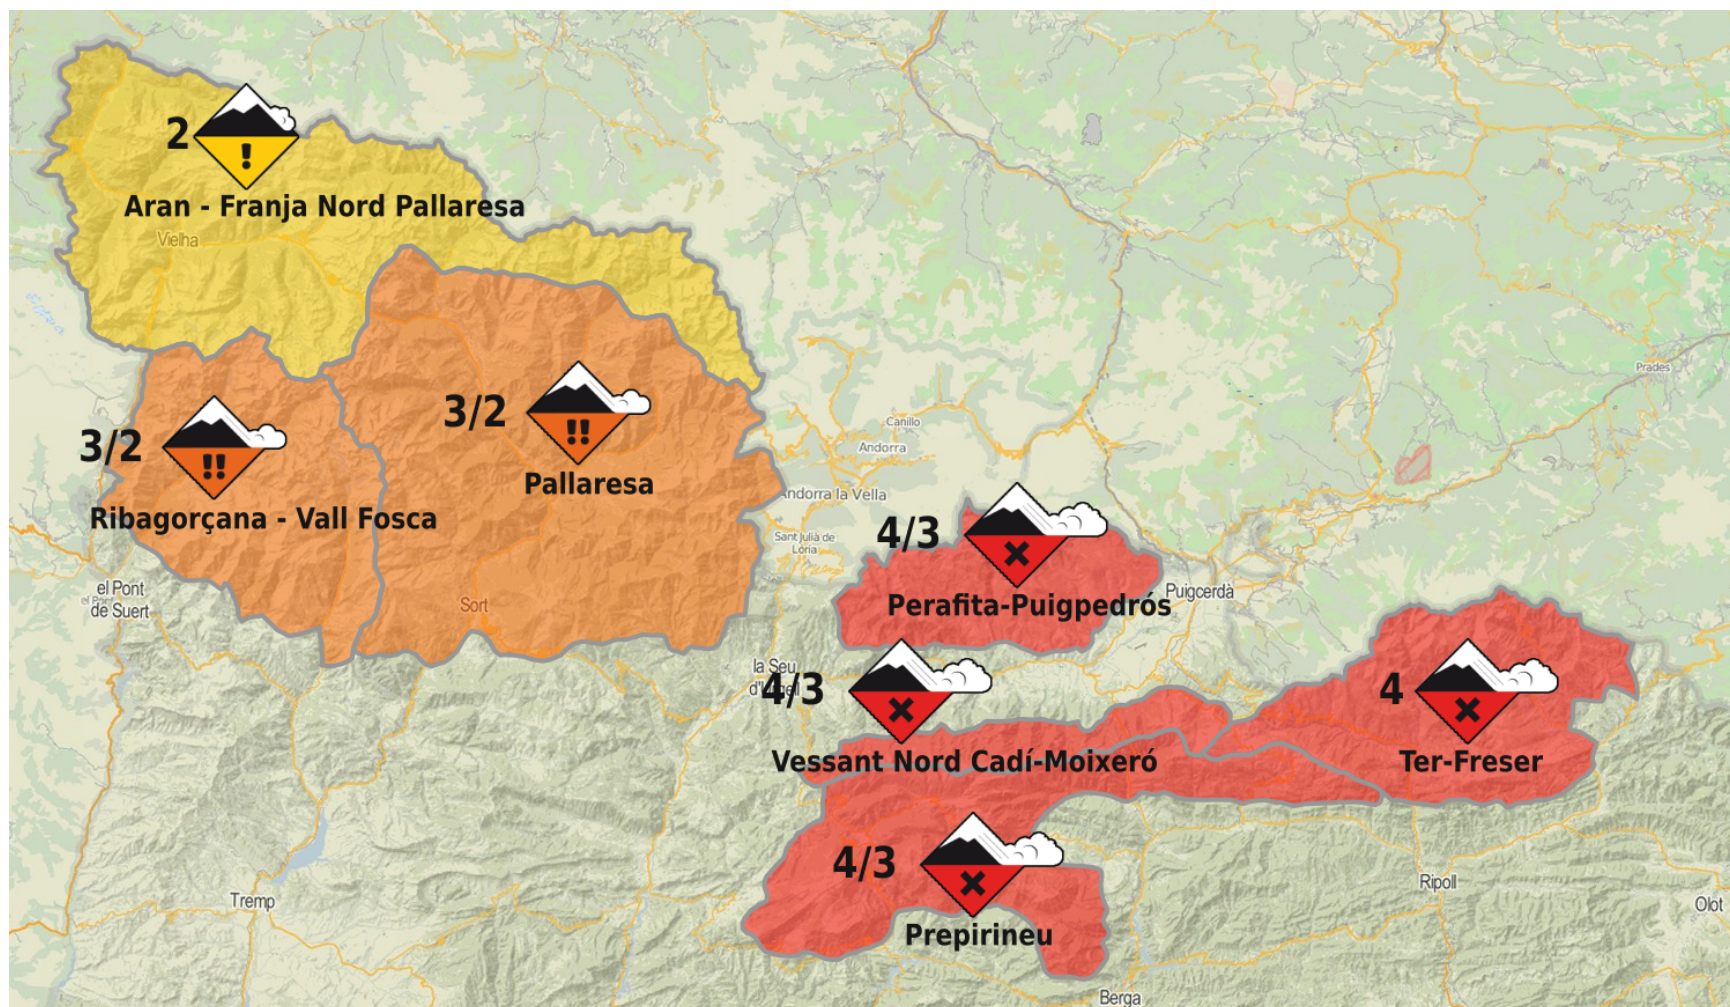 2
!
Aran - Franja Nord Pallaresa
Vielha
3/2
!!
Pallaresa
3/2
!!
Ribagorçana - Vall Fosca
Prades
Canillo
Andorra
Andorra la Vella
Sant Julià de
Lòria
4/3
Perafita-Puigpedrós
Puigcerdà
el Pont
de Suert
Sort
la Seu
d'Urgell
4/3
Vessant Nord Cadí-Moixeró
4
Ter-Freser
4/3
Prepirineu
Tremp
Ripoll
Olot
Berga